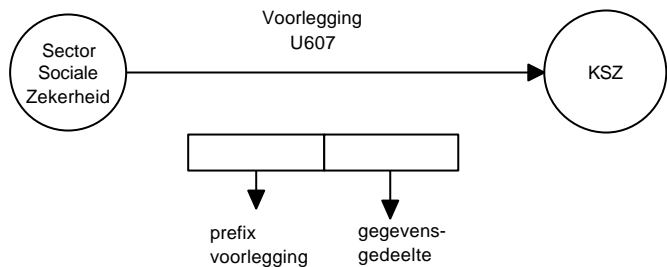 Voorlegging
U607
Sector
Sociale
Zekerheid
KSZ
prefix
voorlegging
gegevens-
gedeelte